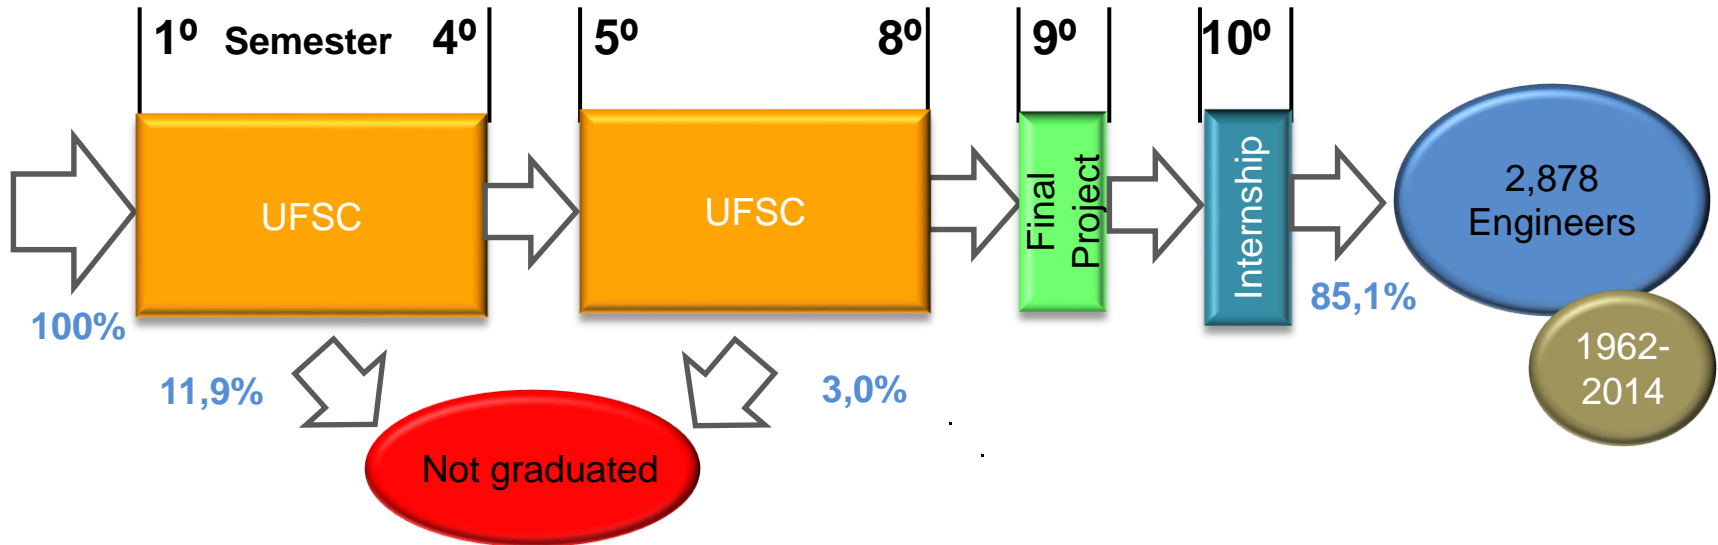 1º Semester 4º
5º 8º
9º
10º
UFSC
UFSC
Final
Project
Internship
2,878
Engineers
100%
85,1%
1962-
2014
11,9%
3,0%
Not graduated